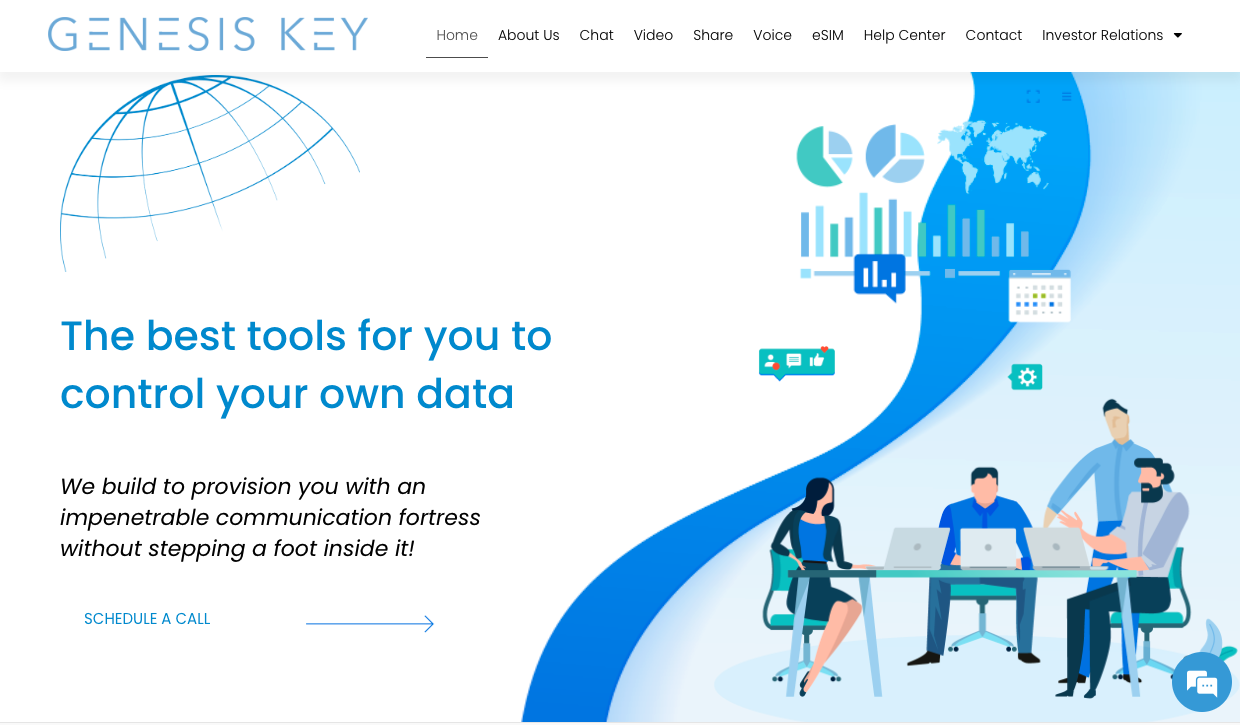 GENESIS KEY
Home About Us Chat Video Share Voice eSIM Help Center Contact Investor Relations
The best tools for you to
control your own data
We build to provision you with an
impenetrable communication fortress
without stepping a foot inside it!
SCHEDULE A CALL